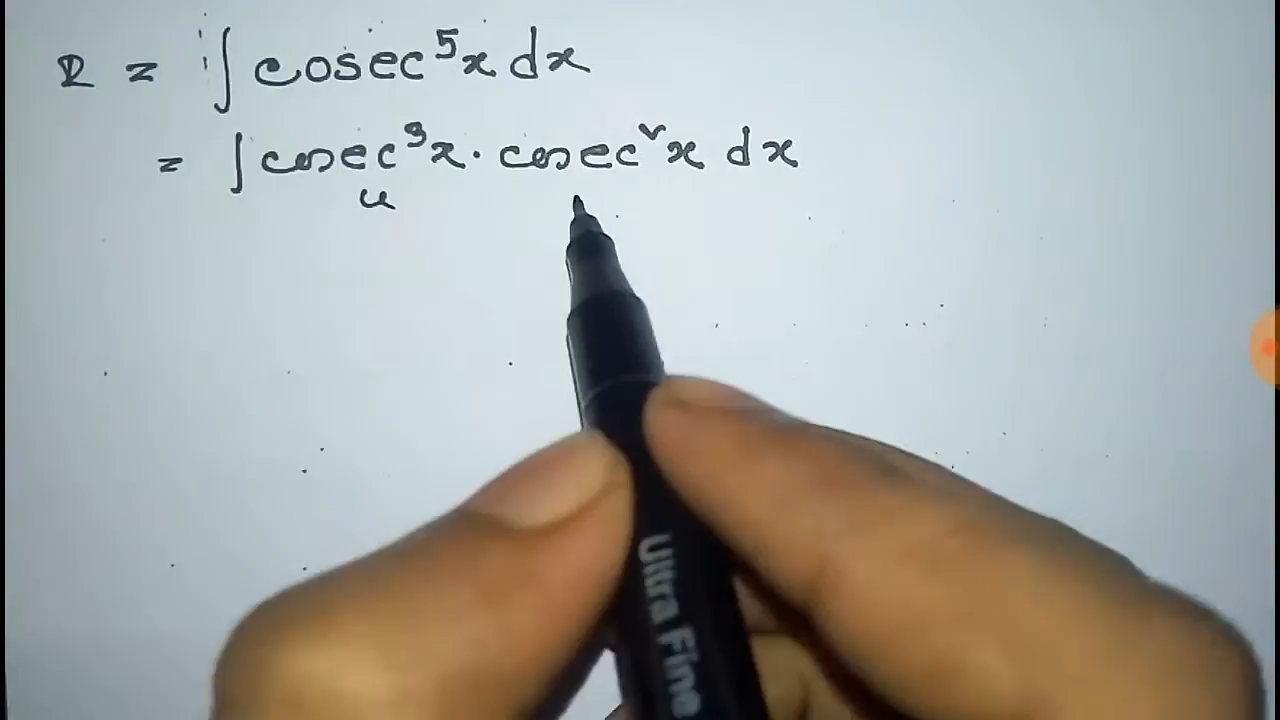 I = ∫ cosec⁵x dx
= ∫ cosec³x · cosec²x dx
u
Ultra Fine